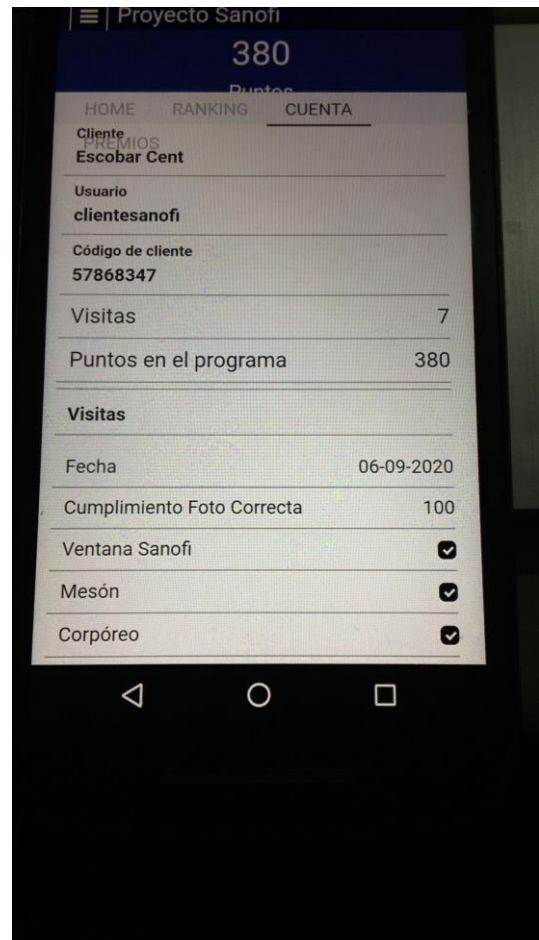 Proyecto Sanofi
380
Puntos
HOME RANKING CUENTA
PREMIOS
Cliente
Escobar Cent
Usuario
clientesanofi
Código de cliente
57868347
Visitas 7
Puntos en el programa 380
Visitas
Fecha 06-09-2020
Cumplimiento Foto Correcta 100
Ventana Sanofi
Mesón
Corpóreo